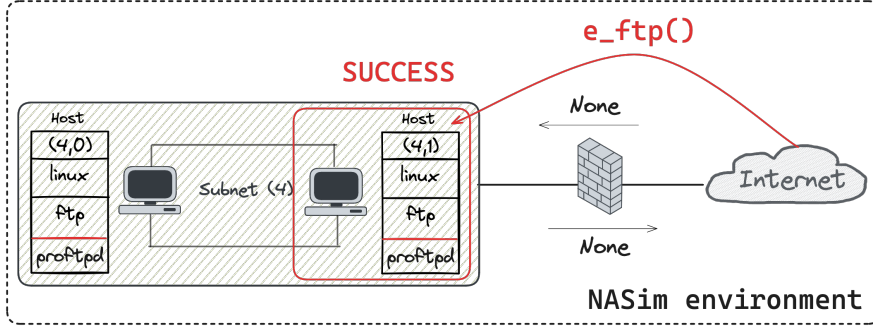 e_ftp()
SUCCESS
None
Host
(4,0)
linux
ftp
proftpd
Subnet (4)
Host
(4,1)
linux
ftp
proftpd
Internet
None
NASim environment